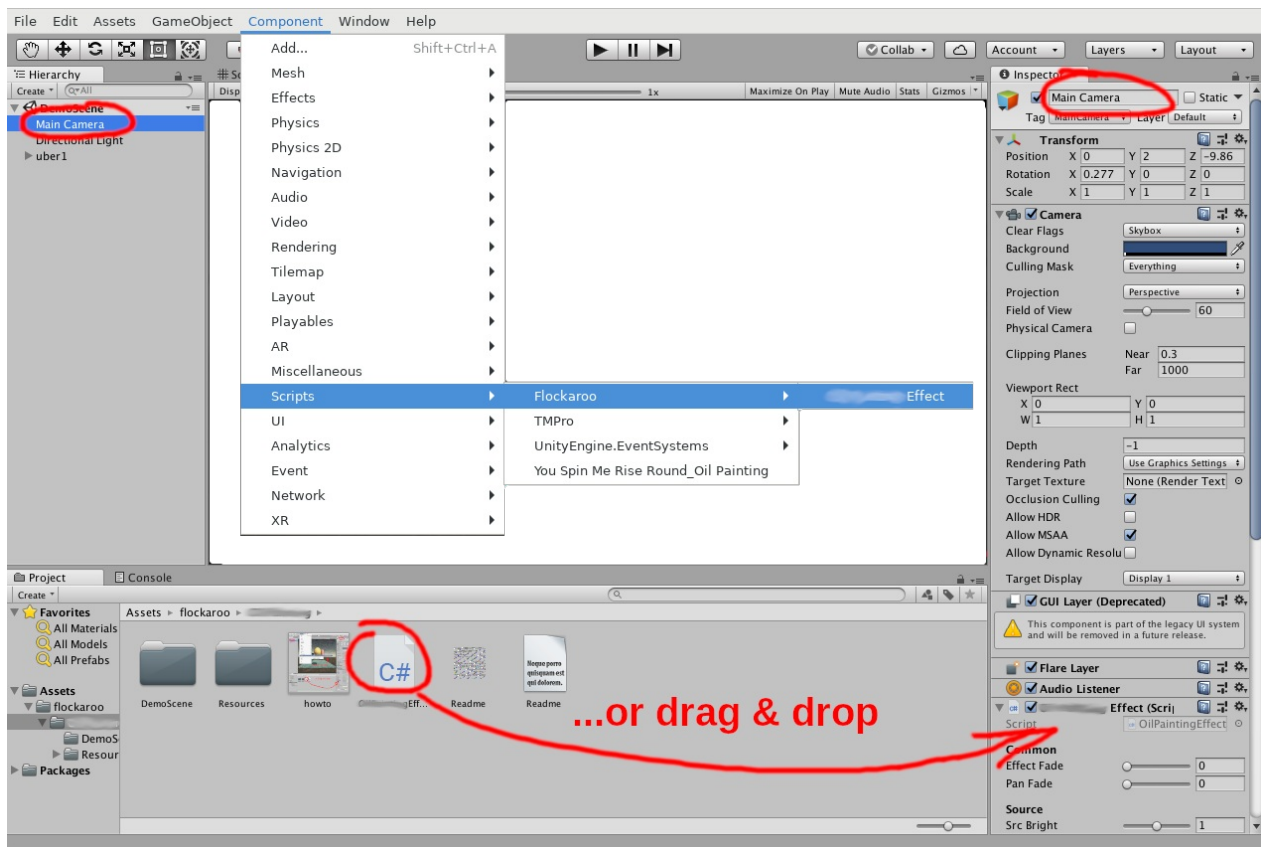 File Edit Assets GameObject Component Window Help
Collab
Account
Layers
Layout
Hierarchy
Create
All
DemoScene
Main Camera
Directional Light
uber1
Disp
1x
Maximize On Play Mute Audio Stats Gizmos
Add... Shift+Ctrl+A
Mesh
Effects
Physics
Physics 2D
Navigation
Audio
Video
Rendering
Tilemap
Layout
Playables
AR
Miscellaneous
Scripts
UI
Analytics
Event
Network
XR
Flockaroo
TMPro
UnityEngine.EventSystems
You Spin Me Rise Round_Oil Painting
Effect
Inspector
Main Camera
Static
Tag MainCamera Layer Default
Transform
Position X 0 Y 2 Z -9.86
Rotation X 0.277 Y 0 Z 0
Scale X 1 Y 1 Z 1
Camera
Clear Flags Skybox
Background
Culling Mask Everything
Projection Perspective
Field of View 60
Physical Camera
Clipping Planes Near 0.3
Far 1000
Viewport Rect
X 0 Y 0
W 1 H 1
Depth -1
Rendering Path Use Graphics Settings
Target Texture None (Render Text
Occlusion Culling
Allow HDR
Allow MSAA
Allow Dynamic Resolu
Target Display Display 1
GUI Layer (Deprecated)
This component is part of the legacy UI system
and will be removed in a future release.
Flare Layer
Audio Listener
Effect (Scri
Script OilPaintingEffect
Common
Effect Fade 0
Pan Fade 0
Source
Src Bright 1
Project Console
Create
Favorites
All Materials
All Models
All Prefabs
Assets
flockaroo
DemoS
Resour
Packages
Assets flockaroo
C#
Neque porro
quisquam est
qui dolorem.
DemoScene Resources howto Eff... Readme Readme
...or drag & drop